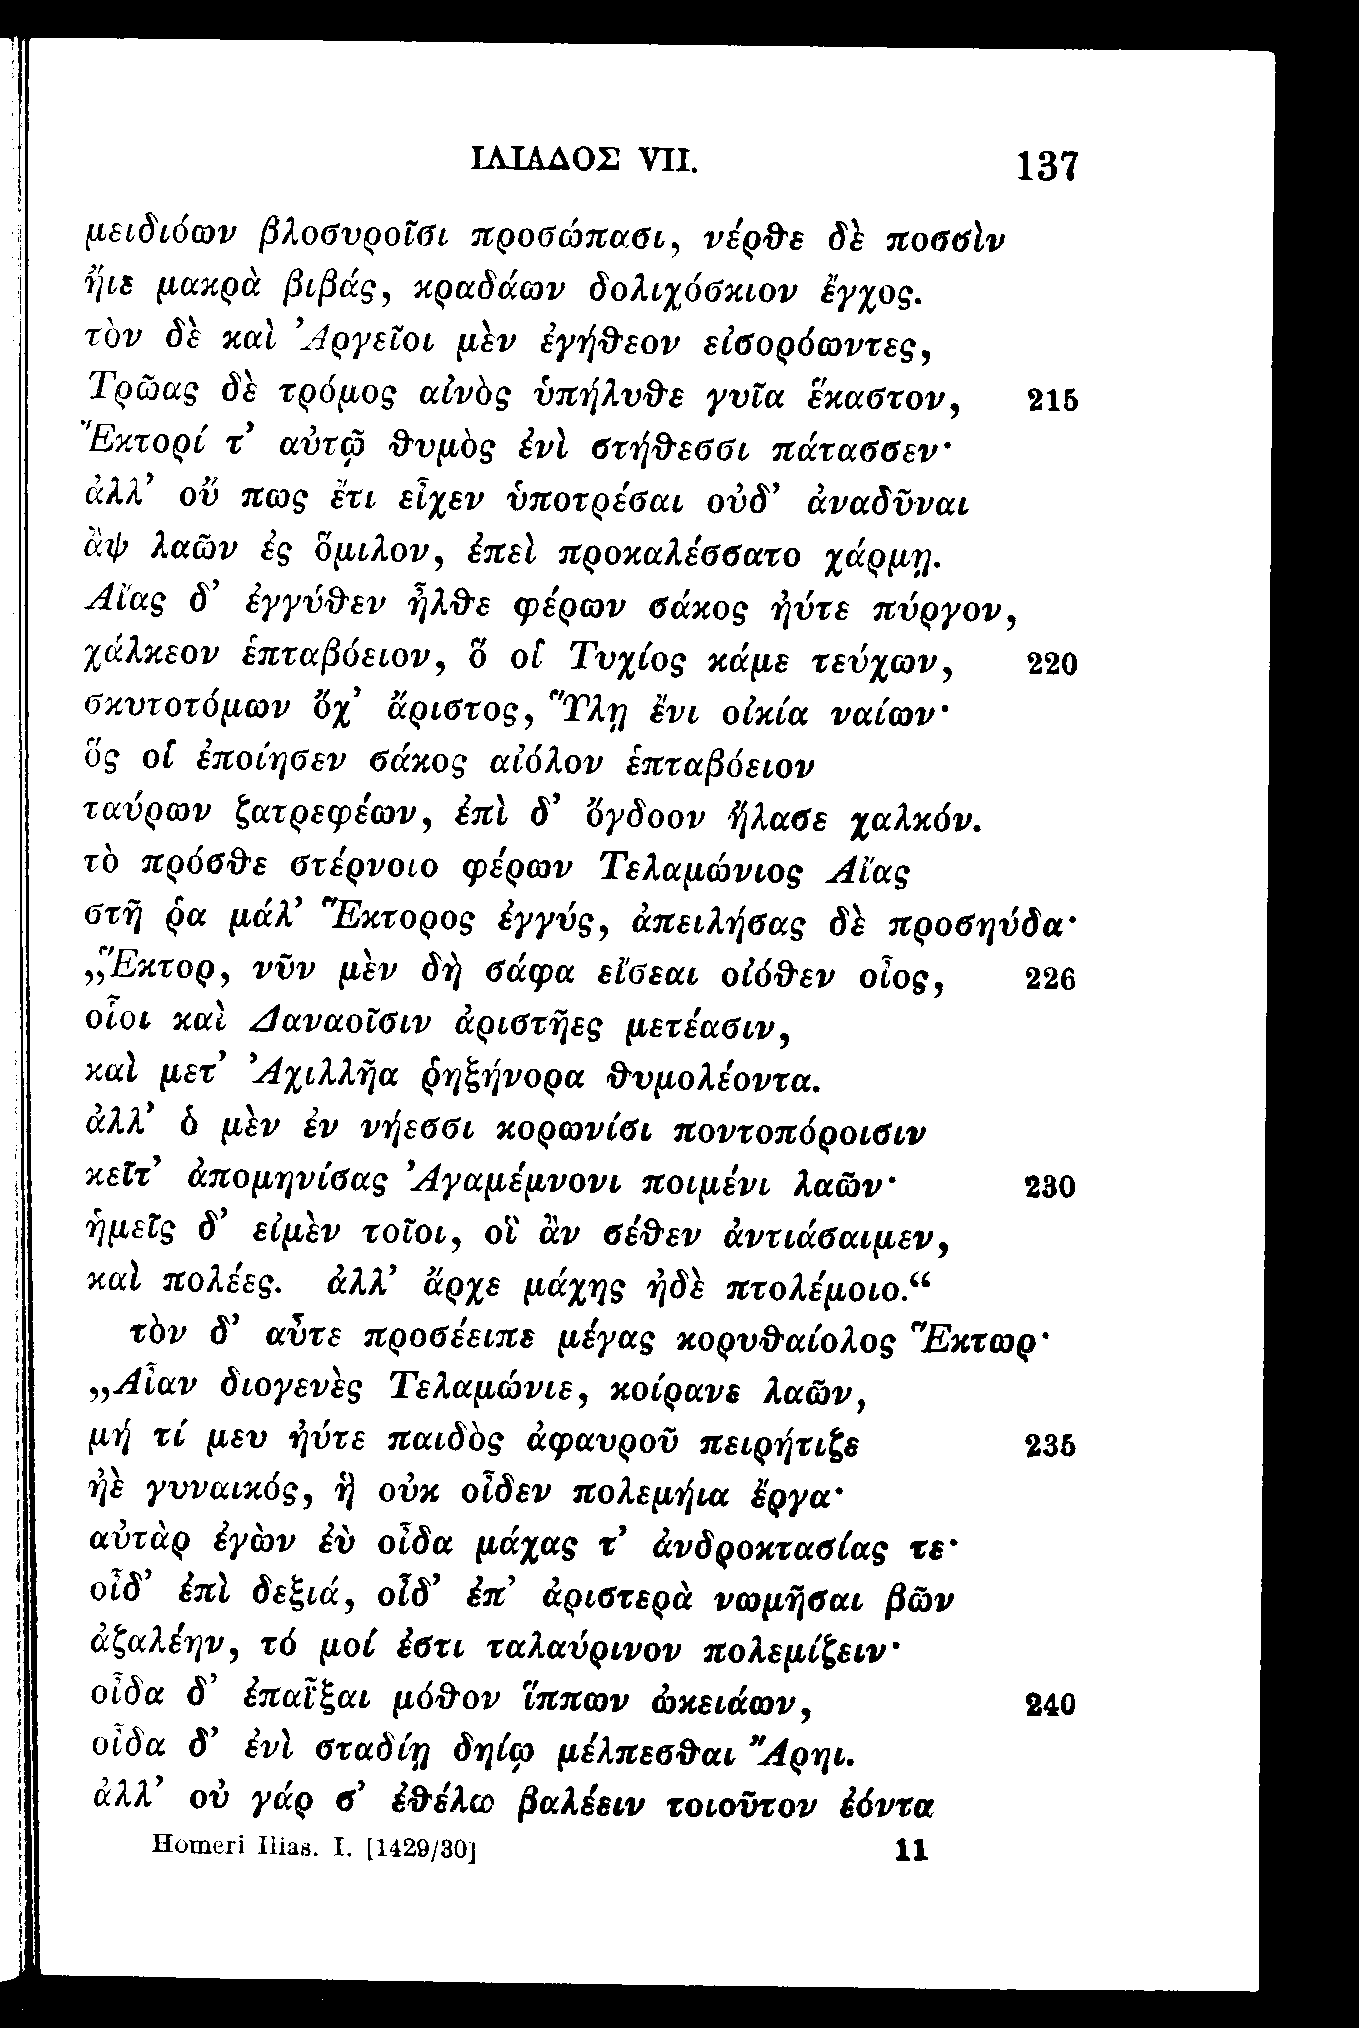 ΙΛΙΑΔΟΣ VII. 137
μειδιόων βλοσυροῖσι προσώπασι, νέρθε δὲ ποσσὶν
ἤιε μακρὰ βιβάς, κραδάων δολιχόσκιον ἔγχος.
τὸν δὲ καὶ Ἀργεῖοι μὲν ἐγήθεον εἰσορόωντες,
Τρῶας δὲ τρόμος αἰνὸς ὑπήλυθε γυῖα ἕκαστον, 215
Ἕκτορί τ’ αὐτῷ θυμὸς ἐνὶ στήθεσσι πάτασσεν·
ἀλλ’ οὔ πως ἔτι εἶχεν ὑποτρέσαι οὐδ’ ἀναδῦναι
ἂψ λαῶν ἐς ὅμιλον, ἐπεὶ προκαλέσσατο χάρμῃ.
Αἴας δ’ ἐγγύθεν ἦλθε φέρων σάκος ἠύτε πύργον,
χάλκεον ἑπταβόειον, ὅ οἱ Τυχίος κάμε τεύχων, 220
σκυτοτόμων ὄχ’ ἄριστος, Ὕλῃ ἔνι οἰκία ναίων·
ὅς οἱ ἐποίησεν σάκος αἰόλον ἑπταβόειον
ταύρων ζατρεφέων, ἐπὶ δ’ ὄγδοον ἤλασε χαλκόν.
τὸ πρόσθε στέρνοιο φέρων Τελαμώνιος Αἴας
στῆ ῥα μάλ’ Ἕκτορος ἐγγύς, ἀπειλήσας δὲ προσηύδα·
„Ἕκτορ, νῦν μὲν δὴ σάφα εἴσεαι οἰόθεν οἶος, 226
οἷοι καὶ Δαναοῖσιν ἀριστῆες μετέασιν,
καὶ μετ’ Ἀχιλλῆα ῥηξήνορα θυμολέοντα.
ἀλλ’ ὁ μὲν ἐν νήεσσι κορωνίσι ποντοπόροισιν
κεῖτ’ ἀπομηνίσας Ἀγαμέμνονι ποιμένι λαῶν· 230
ἡμεῖς δ’ εἰμὲν τοῖοι, οἳ ἂν σέθεν ἀντιάσαιμεν,
καὶ πολέες. ἀλλ’ ἄρχε μάχης ἠδὲ πτολέμοιο.“
τὸν δ’ αὖτε προσέειπε μέγας κορυθαίολος Ἕκτωρ·
„Αἶαν διογενὲς Τελαμώνιε, κοίρανε λαῶν,
μή τί μευ ἠύτε παιδὸς ἀφαυροῦ πειρήτιζε 235
ἠὲ γυναικός, ἣ οὐκ οἶδεν πολεμήια ἔργα·
αὐτὰρ ἐγὼν ἐὺ οἶδα μάχας τ’ ἀνδροκτασίας τε·
οἶδ’ ἐπὶ δεξιά, οἶδ’ ἐπ’ ἀριστερὰ νωμῆσαι βῶν
ἀζαλέην, τό μοί ἐστι ταλαύρινον πολεμίζειν·
οἶδα δ’ ἐπαΐξαι μόθον ἵππων ὠκειάων, 240
οἶδα δ’ ἐνὶ σταδίῃ δηίῳ μέλπεσθαι Ἄρηι.
ἀλλ’ οὐ γάρ σ’ ἐθέλω βαλέειν τοιοῦτον ἐόντα
Homeri Ilias. I. [1429/30] 11